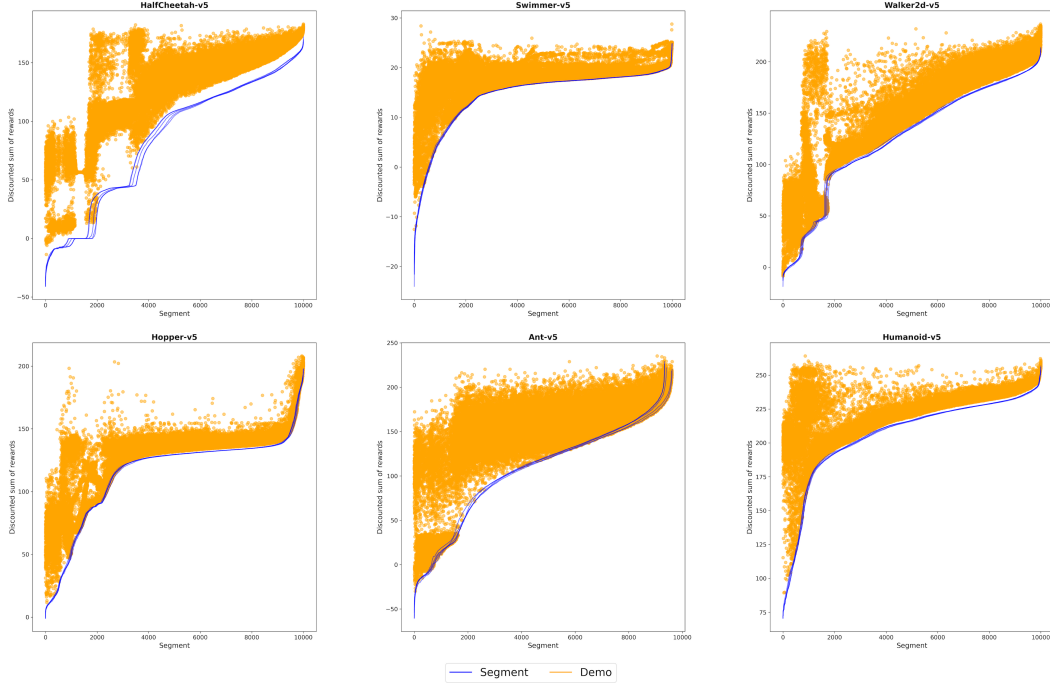 HalfCheetah-v5
Discounted sum of rewards
150
100
50
0
−50
0 2000 4000 6000 8000 10000
Segment
Swimmer-v5
Discounted sum of rewards
30
20
10
0
−10
−20
0 2000 4000 6000 8000 10000
Segment
Walker2d-v5
Discounted sum of rewards
200
150
100
50
0
0 2000 4000 6000 8000 10000
Segment
Hopper-v5
Discounted sum of rewards
200
150
100
50
0
0 2000 4000 6000 8000 10000
Segment
Ant-v5
Discounted sum of rewards
250
200
150
100
50
0
−50
0 2000 4000 6000 8000 10000
Segment
Humanoid-v5
Discounted sum of rewards
250
225
200
175
150
125
100
75
0 2000 4000 6000 8000 10000
Segment
Segment Demo